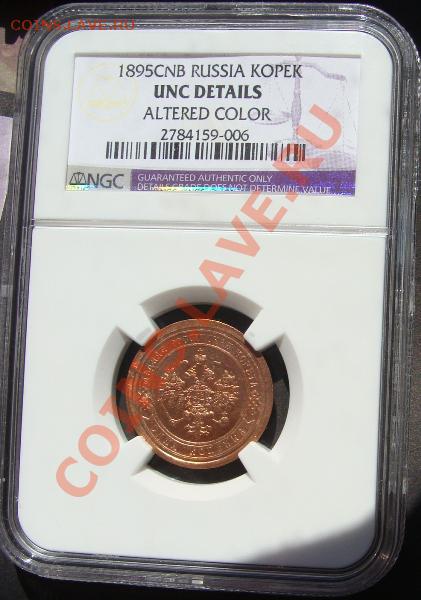 COINS.LAVE.RU
1895CNB RUSSIA KOPEK
UNC DETAILS
ALTERED COLOR
2784159-006
NGC
GUARANTEED AUTHENTIC ONLY
DETAILS GRADE DOES NOT DETERMINE VALUE
COINS.LAVE.RU